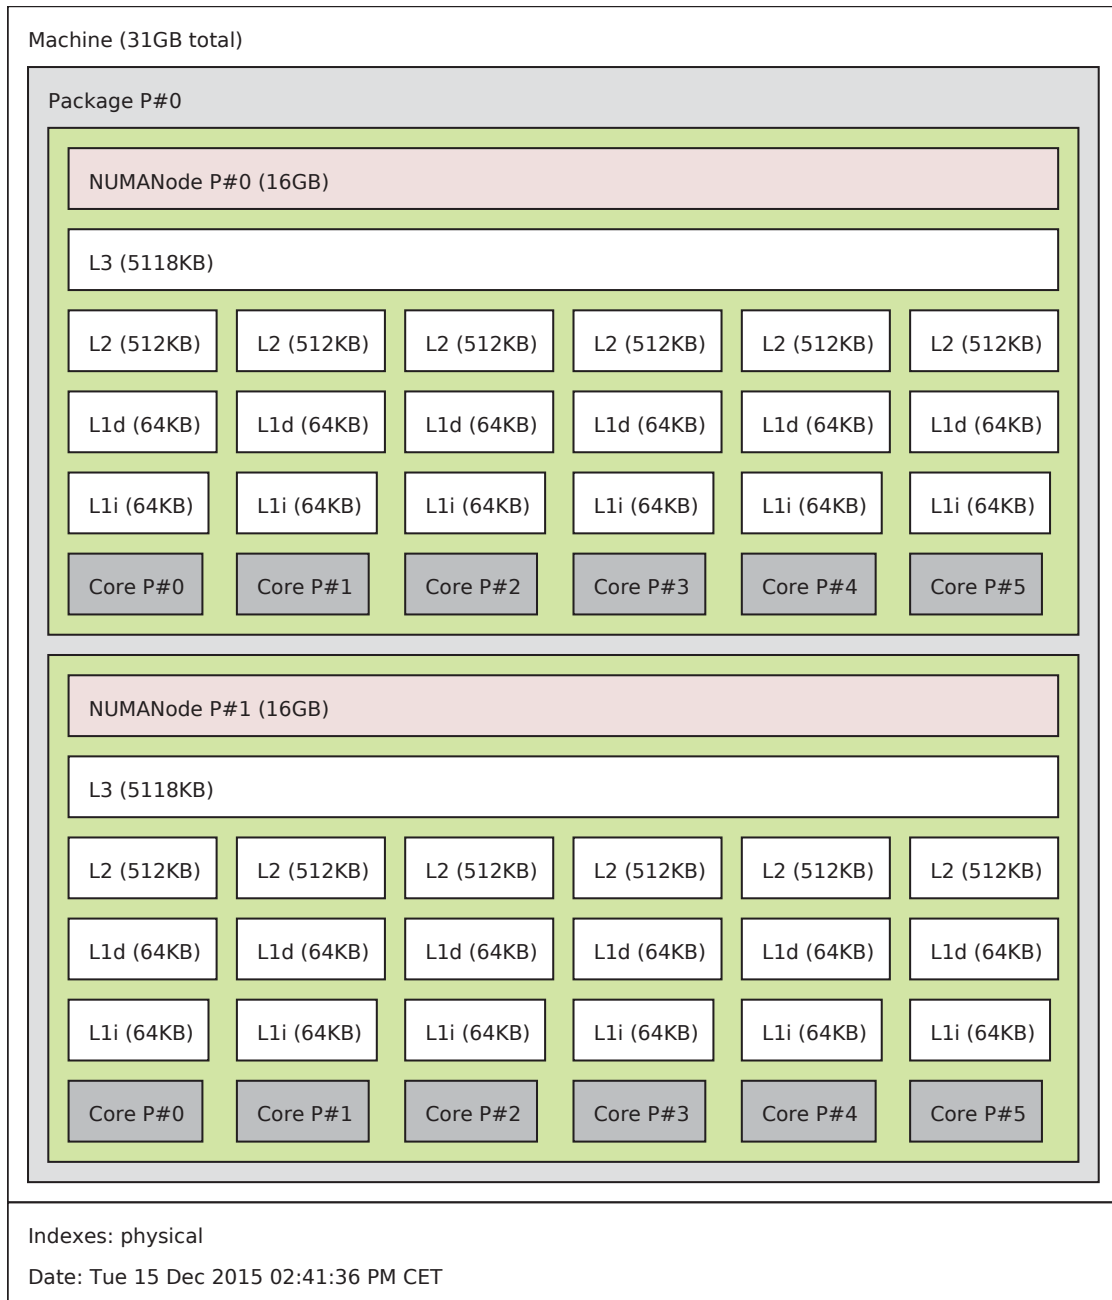 Machine (31GB total)
Package P#0
NUMANode P#0 (16GB)
L3 (5118KB)
L2 (512KB) L2 (512KB) L2 (512KB) L2 (512KB) L2 (512KB) L2 (512KB)
L1d (64KB) L1d (64KB) L1d (64KB) L1d (64KB) L1d (64KB) L1d (64KB)
L1i (64KB) L1i (64KB) L1i (64KB) L1i (64KB) L1i (64KB) L1i (64KB)
Core P#0 Core P#1 Core P#2 Core P#3 Core P#4 Core P#5
NUMANode P#1 (16GB)
L3 (5118KB)
L2 (512KB) L2 (512KB) L2 (512KB) L2 (512KB) L2 (512KB) L2 (512KB)
L1d (64KB) L1d (64KB) L1d (64KB) L1d (64KB) L1d (64KB) L1d (64KB)
L1i (64KB) L1i (64KB) L1i (64KB) L1i (64KB) L1i (64KB) L1i (64KB)
Core P#0 Core P#1 Core P#2 Core P#3 Core P#4 Core P#5
Indexes: physical
Date: Tue 15 Dec 2015 02:41:36 PM CET